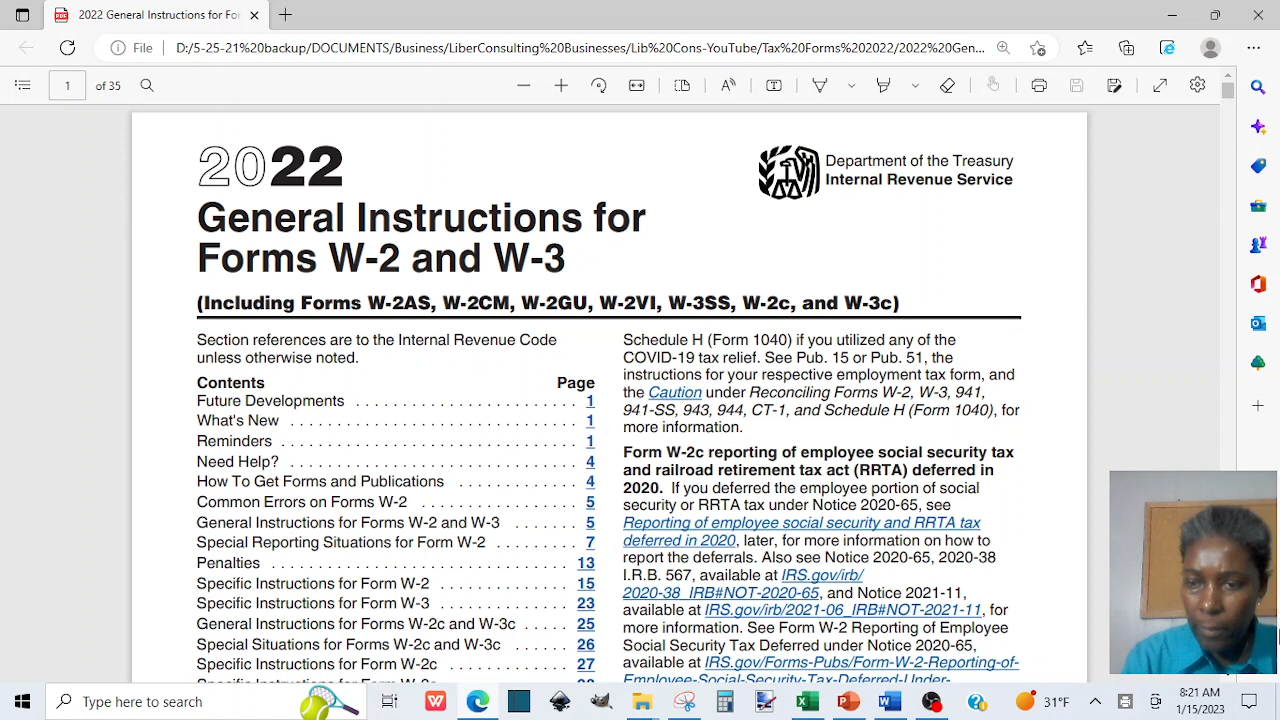 2022 General Instructions for For
File
D:/5-25-21%20backup/DOCUMENTS/Business/LiberConsulting%20Businesses/Lib%20Cons-YouTube/Tax%20Forms%202022/2022%20Gen...
1 of 35
2022
Department of the Treasury
Internal Revenue Service
General Instructions for
Forms W-2 and W-3
(Including Forms W-2AS, W-2CM, W-2GU, W-2VI, W-3SS, W-2c, and W-3c)
Section references are to the Internal Revenue Code
unless otherwise noted.
Contents Page
Future Developments . . . . . . . . . . . . . . . . . . . . . . . 1
What's New . . . . . . . . . . . . . . . . . . . . . . . . . . . . . 1
Reminders . . . . . . . . . . . . . . . . . . . . . . . . . . . . . . 1
Need Help? . . . . . . . . . . . . . . . . . . . . . . . . . . . . . 4
How To Get Forms and Publications . . . . . . . . . . . . 4
Common Errors on Forms W-2 . . . . . . . . . . . . . . . . 5
General Instructions for Forms W-2 and W-3 . . . . . . 5
Special Reporting Situations for Form W-2 . . . . . . . . 7
Penalties . . . . . . . . . . . . . . . . . . . . . . . . . . . . . . . 13
Specific Instructions for Form W-2 . . . . . . . . . . . . . . 15
Specific Instructions for Form W-3 . . . . . . . . . . . . . . 23
General Instructions for Forms W-2c and W-3c . . . . . 25
Special Situations for Forms W-2c and W-3c . . . . . . . 26
Specific Instructions for Form W-2c . . . . . . . . . . . . . 27
Schedule H (Form 1040) if you utilized any of the
COVID-19 tax relief. See Pub. 15 or Pub. 51, the
instructions for your respective employment tax form, and
the Caution under Reconciling Forms W-2, W-3, 941,
941-SS, 943, 944, CT-1, and Schedule H (Form 1040), for
more information.
Form W-2c reporting of employee social security tax
and railroad retirement tax act (RRTA) deferred in
2020. If you deferred the employee portion of social
security or RRTA tax under Notice 2020-65, see
Reporting of employee social security and RRTA tax
deferred in 2020, later, for more information on how to
report the deferrals. Also see Notice 2020-65, 2020-38
I.R.B. 567, available at IRS.gov/irb/
2020-38_IRB#NOT-2020-65, and Notice 2021-11,
available at IRS.gov/irb/2021-06_IRB#NOT-2021-11, for
more information. See Form W-2 Reporting of Employee
Social Security Tax Deferred under Notice 2020-65,
available at IRS.gov/Forms-Pubs/Form-W-2-Reporting-of-
Employee-Social-Security-Tax-Deferred-Under-
Type here to search
31°F
8:21 AM
1/15/2023